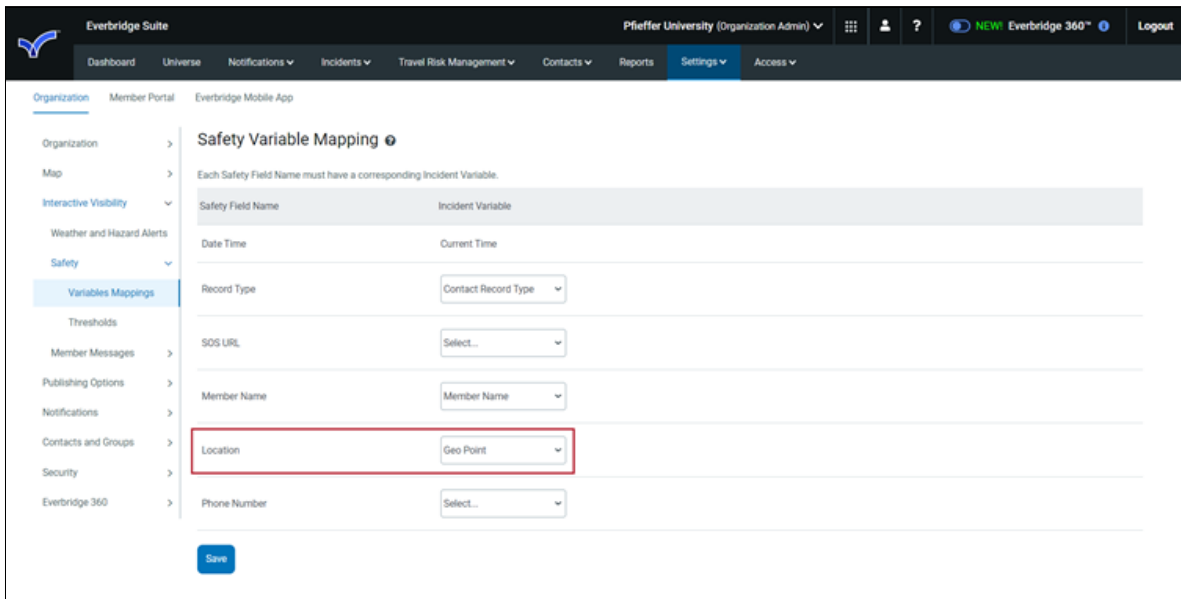 Everbridge Suite
Pfieffer University (Organization Admin)
?
NEW! Everbridge 360™
Logout
Dashboard Universe Notifications Incidents Travel Risk Management Contacts Reports Settings Access
Organization Member Portal Everbridge Mobile App
Organization
Map
Interactive Visibility
Weather and Hazard Alerts
Safety
Variables Mappings
Thresholds
Member Messages
Publishing Options
Notifications
Contacts and Groups
Security
Everbridge 360
Safety Variable Mapping
Each Safety Field Name must have a corresponding Incident Variable.
Safety Field Name Incident Variable
Date Time Current Time
Record Type Contact Record Type
SOS URL Select...
Member Name Member Name
Location Geo Point
Phone Number Select...
Save